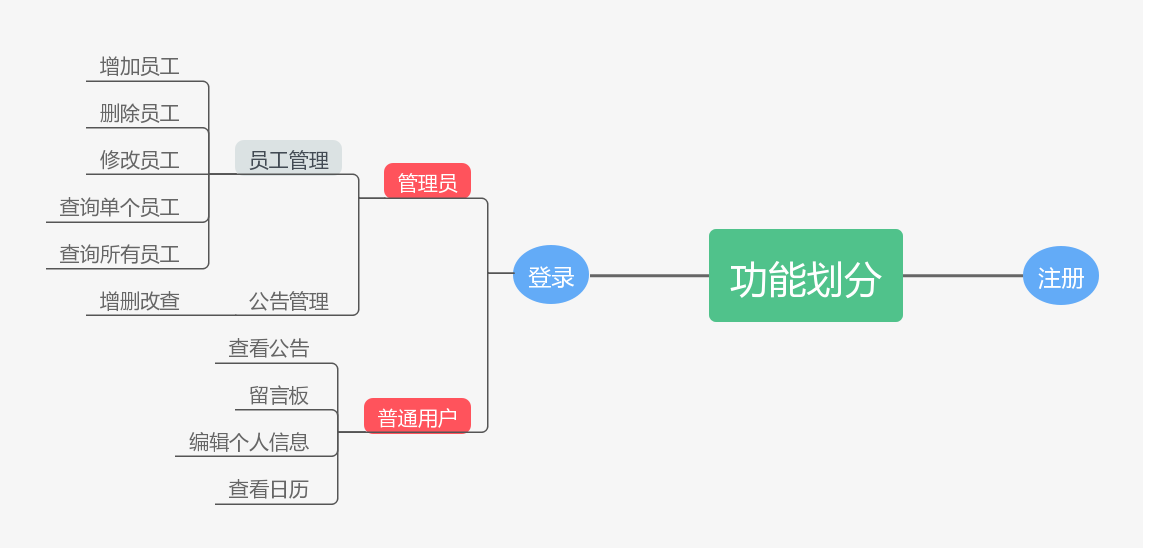 增加员工
删除员工
修改员工
查询单个员工
查询所有员工
增删改查
员工管理
公告管理
管理员
查看公告
留言板
编辑个人信息
查看日历
普通用户
登录
功能划分
注册